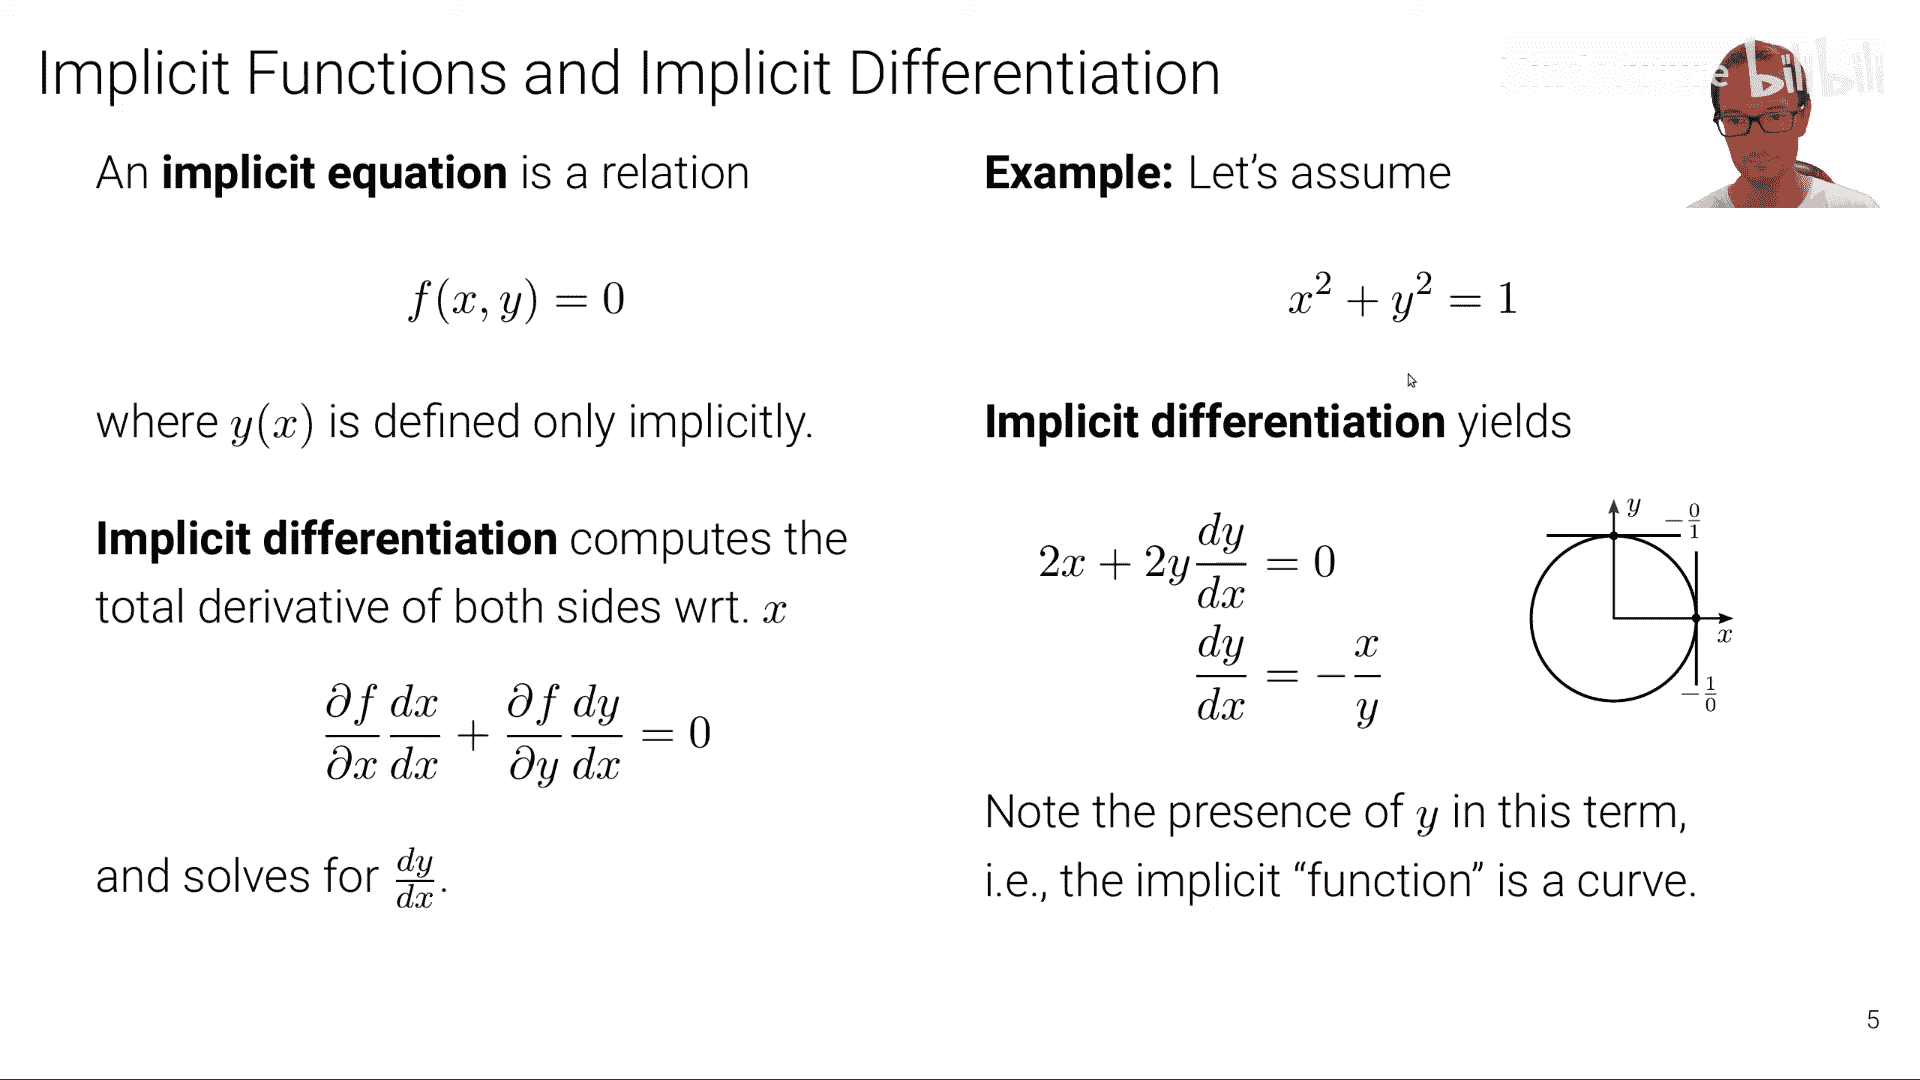 Implicit Functions and Implicit Differentiation
bilibili
An implicit equation is a relation
f(x, y) = 0
where y(x) is defined only implicitly.
Implicit differentiation computes the
total derivative of both sides wrt. x
∂f/∂x dx/dx + ∂f/∂y dy/dx = 0
and solves for dy/dx.
Example: Let's assume
x² + y² = 1
Implicit differentiation yields
2x + 2y dy/dx = 0
dy/dx = −x/y
y
−0/1
x
−1/0
Note the presence of y in this term,
i.e., the implicit “function” is a curve.
5